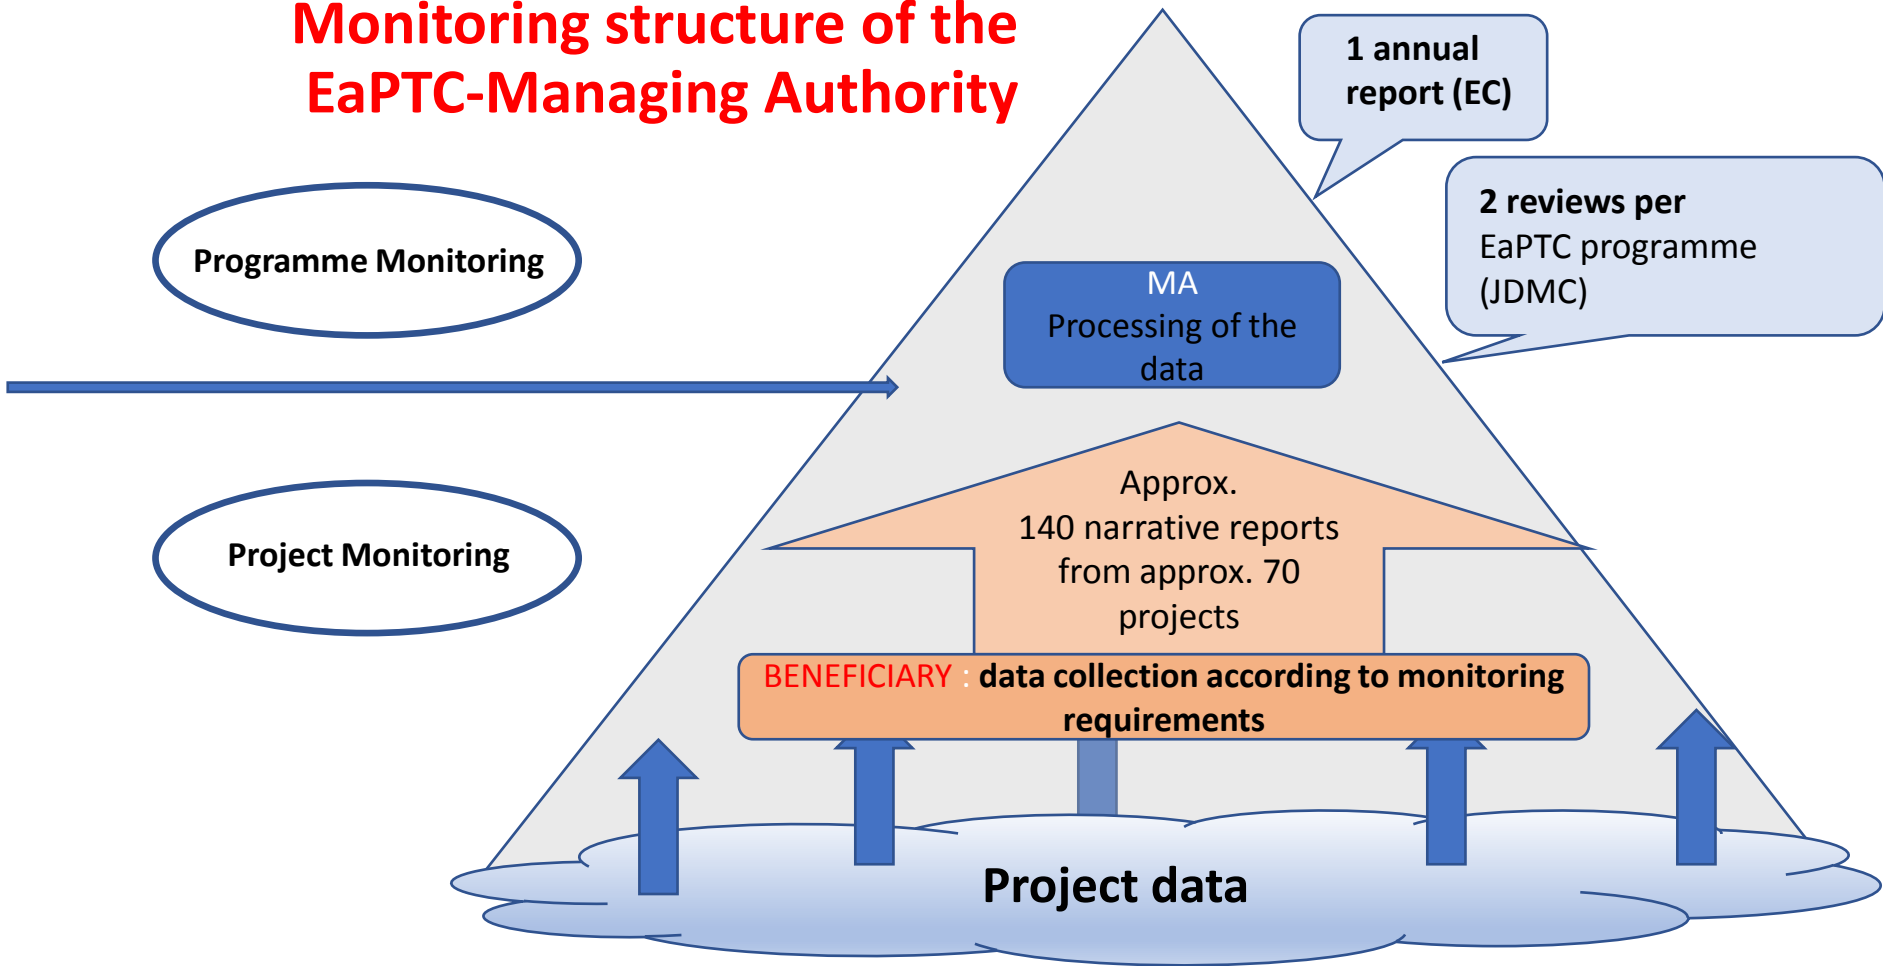 Monitoring structure of the
EaPTC-Managing Authority
1 annual
report (EC)
2 reviews per
EaPTC programme
(JDMC)
Programme Monitoring
MA
Processing of the
data
Project Monitoring
Approx.
140 narrative reports
from approx. 70
projects
BENEFICIARY : data collection according to monitoring
requirements
Project data